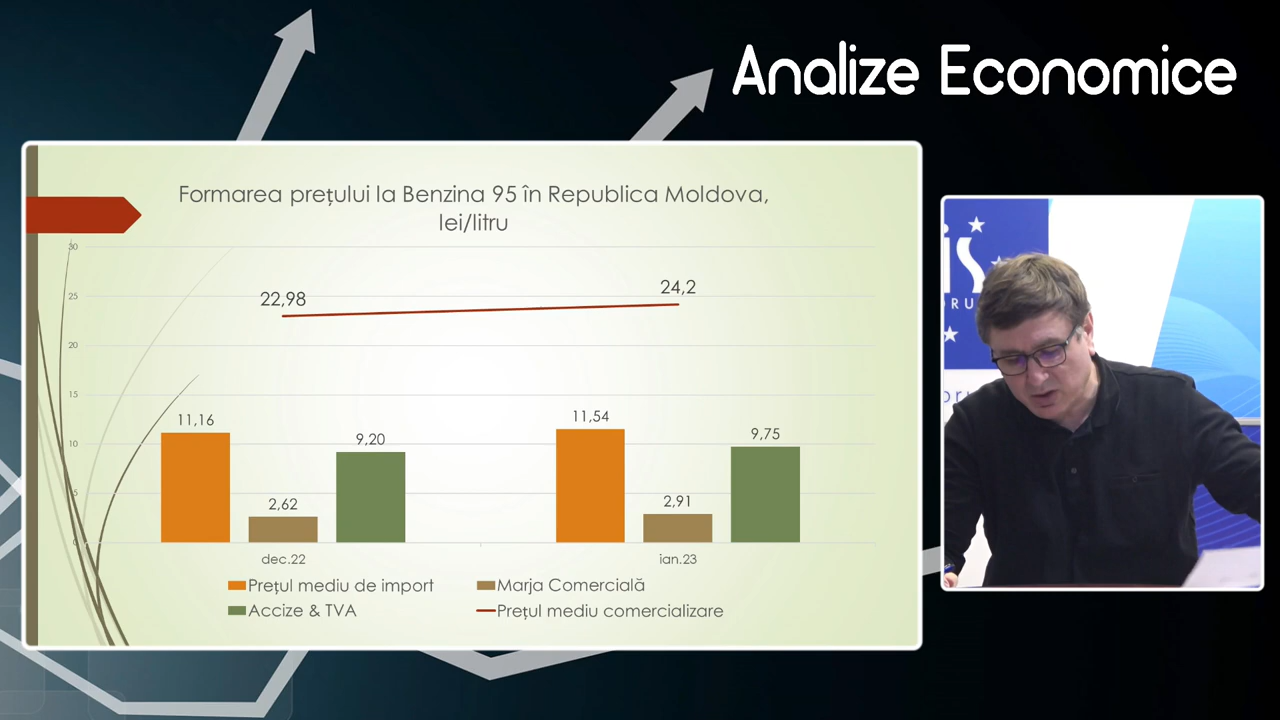 Analize Economice
Formarea prețului la Benzina 95 în Republica Moldova,
lei/litru
30
25
20
15
10
5
0
22,98
24,2
11,16
2,62
9,20
11,54
2,91
9,75
dec.22
ian.23
Prețul mediu de import
Marja Comercială
Accize & TVA
Prețul mediu comercializare